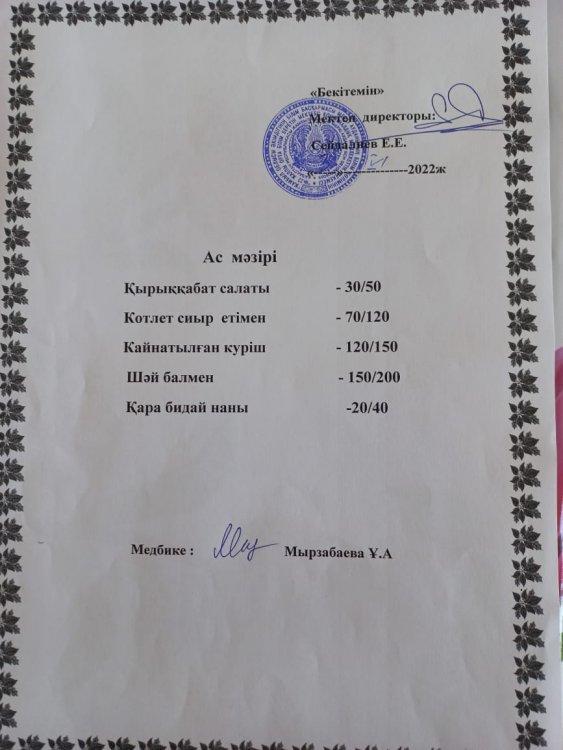 «Бекітемін»
Мектеп директоры:
Сейдалиев Е.Е.
2022ж
Ас мәзірі
Қырыққабат салаты - 30/50
Котлет сиыр етімен - 70/120
Кайнатылған күріш - 120/150
Шәй балмен - 150/200
Қара бидай наны -20/40
Медбике : Мырзабаева Ұ.А